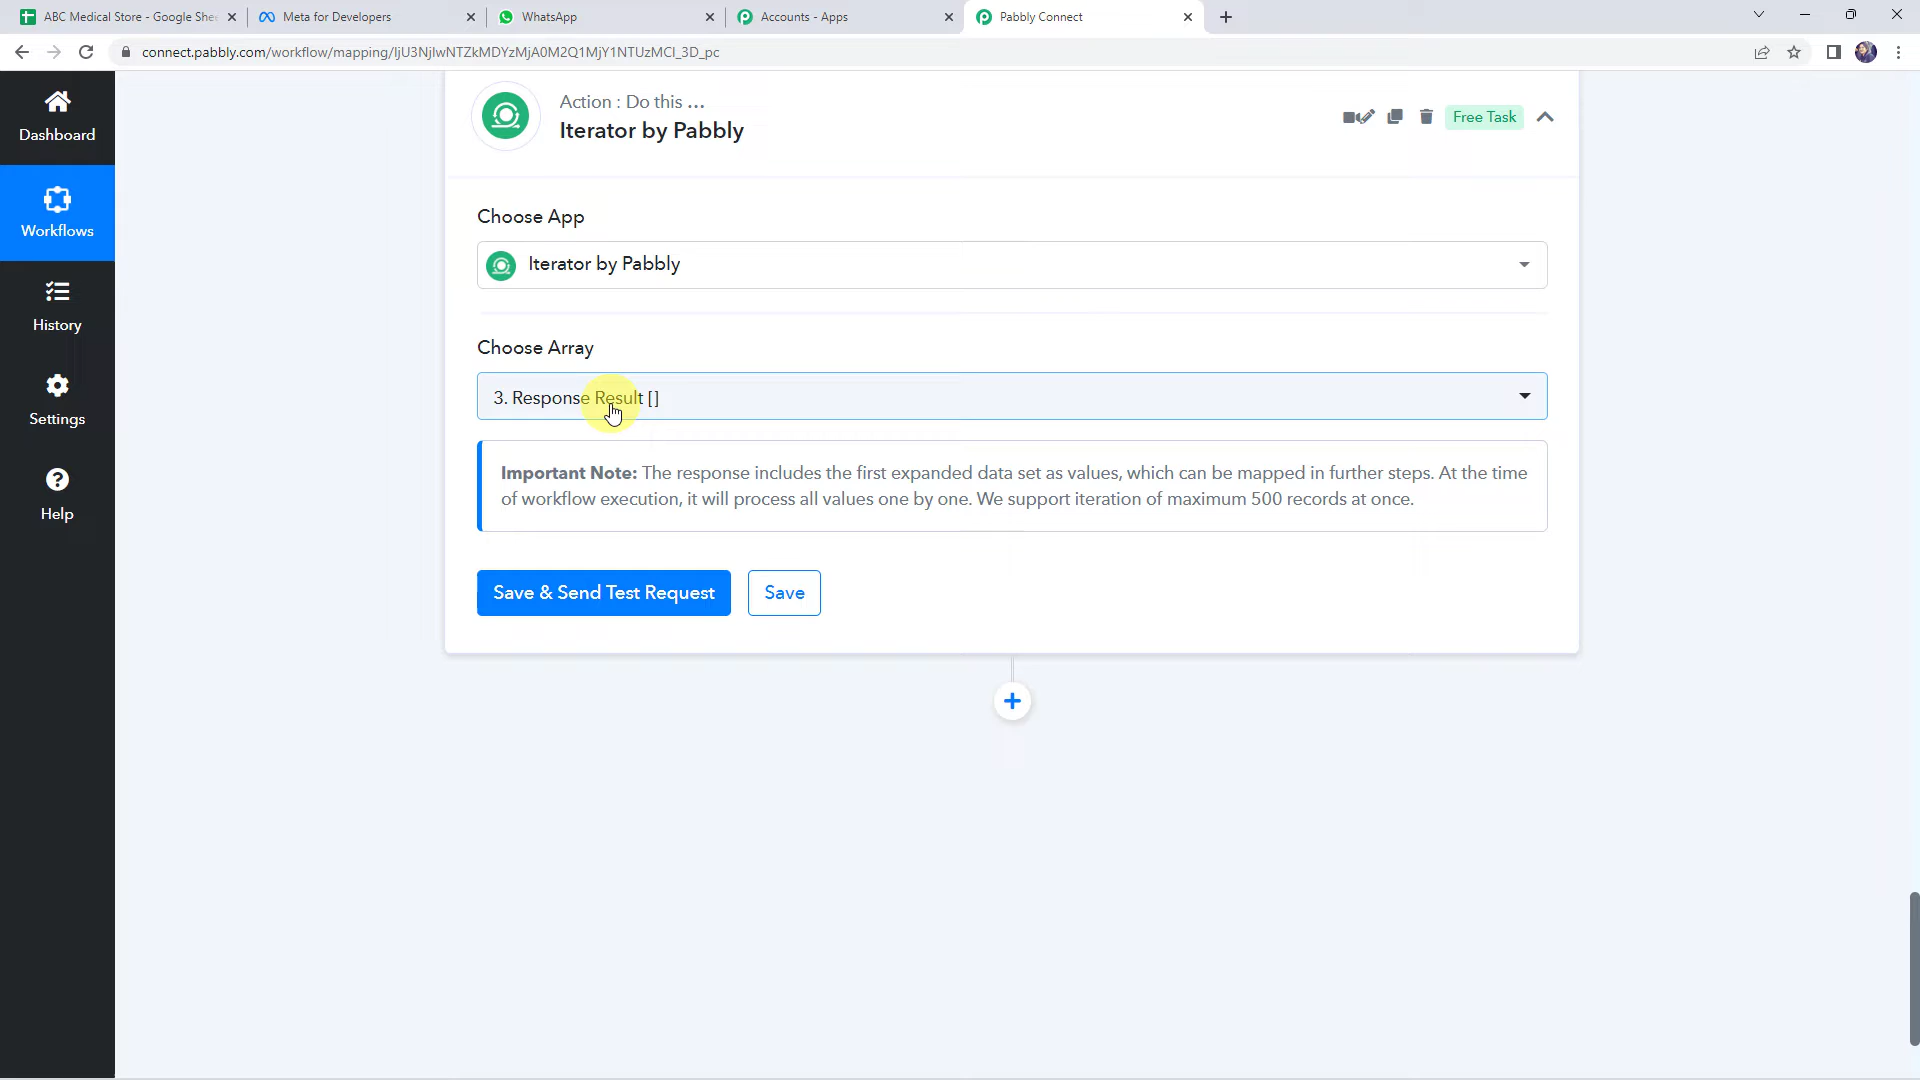 ABC Medical Store - Google She
Meta for Developers
WhatsApp
Accounts - Apps
Pabbly Connect
connect.pabbly.com/workflow/mapping/IjU3NjIwNTZkMDYzMjA0M2Q1MjY1NTUzMCI_3D_pc
Dashboard
Workflows
History
Settings
Help
Action : Do this ...
Iterator by Pabbly
Free Task
Choose App
Iterator by Pabbly
Choose Array
3. Response Result []
Important Note: The response includes the first expanded data set as values, which can be mapped in further steps. At the time
of workflow execution, it will process all values one by one. We support iteration of maximum 500 records at once.
Save & Send Test Request
Save